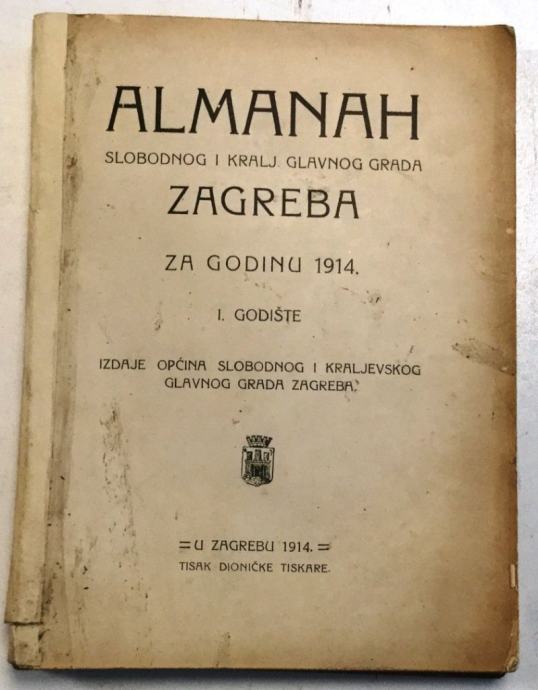 ALMANAH
SLOBODNOG I KRALJ. GLAVNOG GRADA
ZAGREBA
ZA GODINU 1914.
I. GODIŠTE
IZDAJE OPĆINA SLOBODNOG I KRALJEVSKOG
GLAVNOG GRADA ZAGREBA.
= U ZAGREBU 1914. =
TISAK DIONIČKE TISKARE.